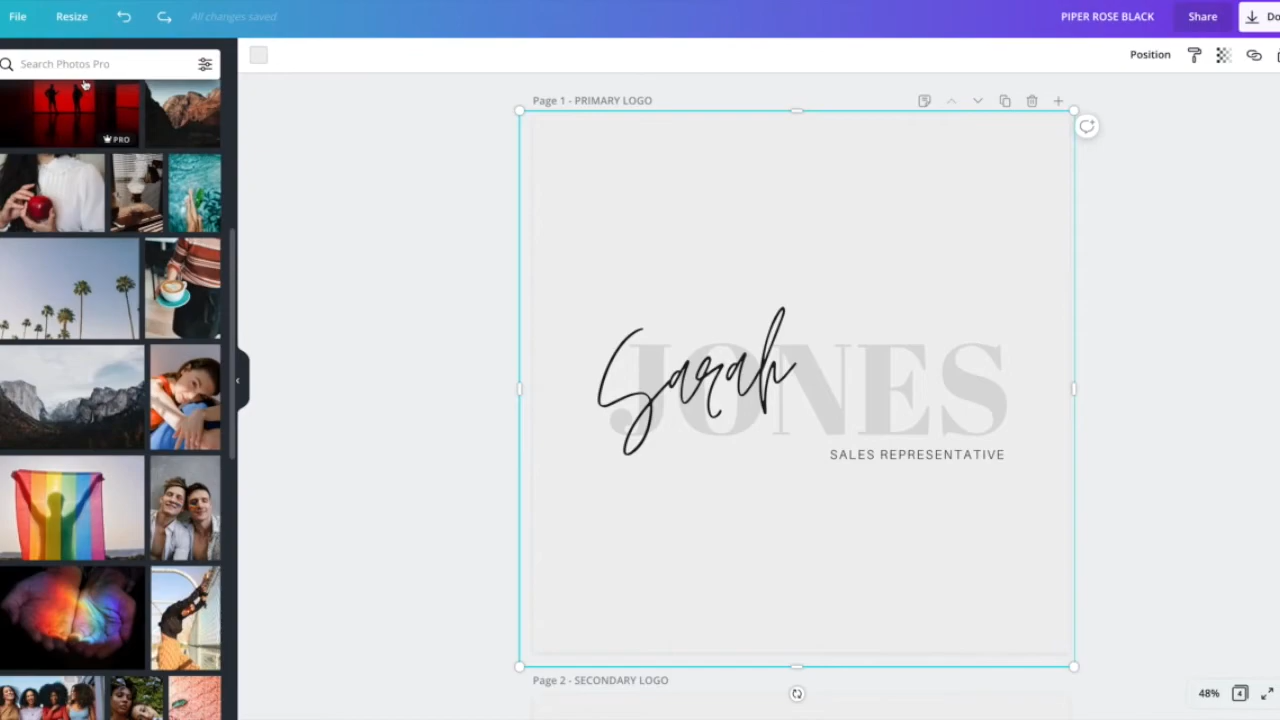 File Resize All changes saved PIPER ROSE BLACK Share Do
Search Photos Pro
Position
PRO
Page 1 - PRIMARY LOGO
Sarah
JONES
SALES REPRESENTATIVE
Page 2 - SECONDARY LOGO
48% 4